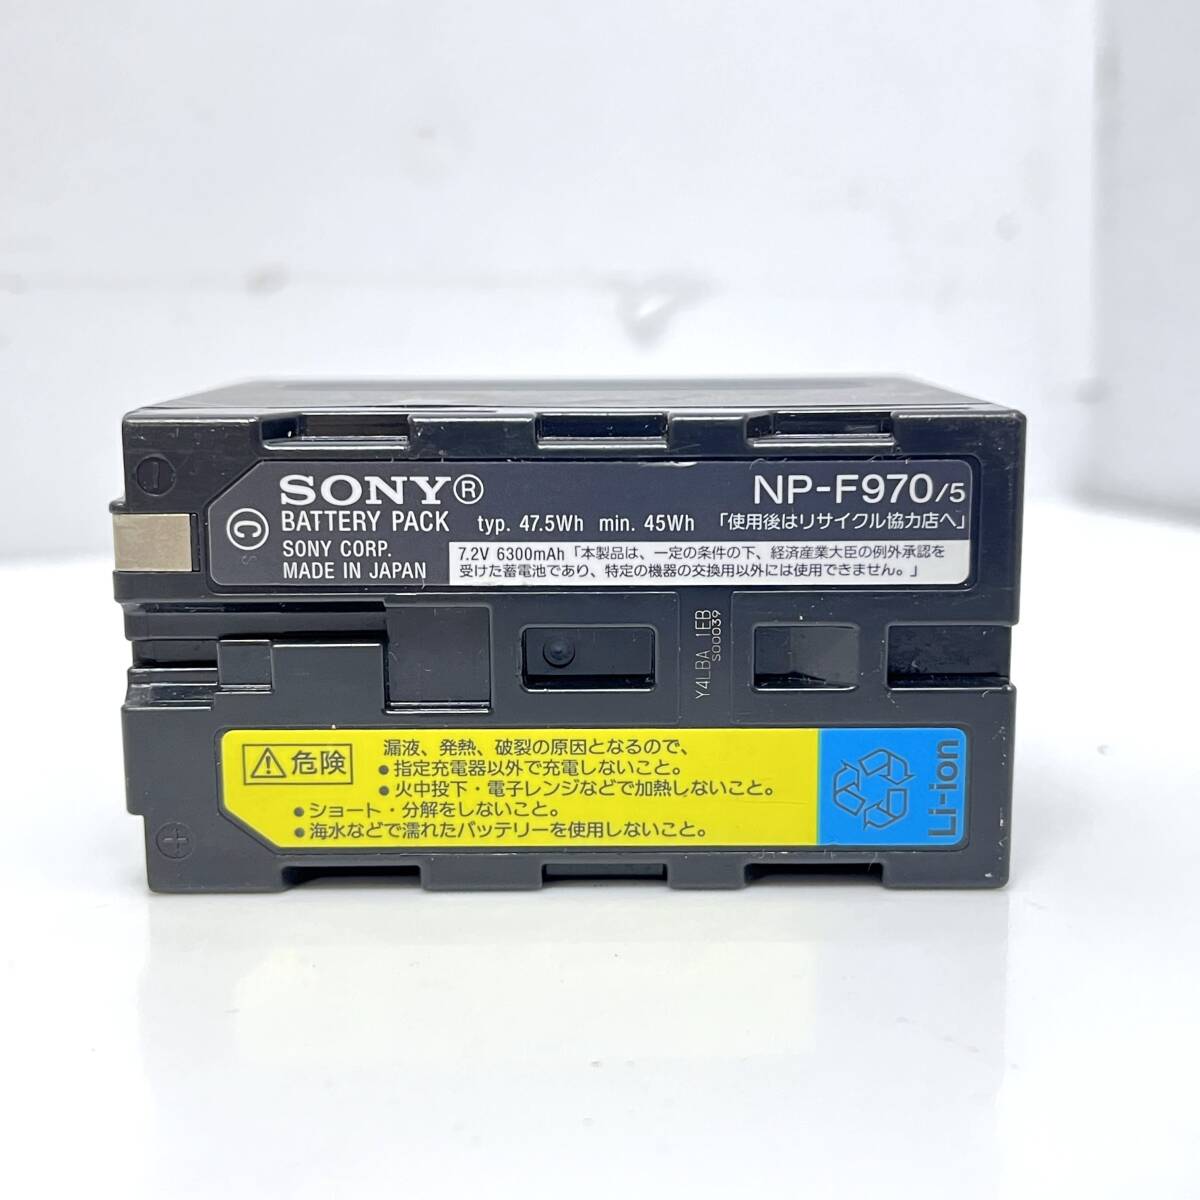 SONY® NP-F970/5
BATTERY PACK typ. 47.5Wh min. 45Wh 「使用後はリサイクル協力店へ」
SONY CORP.
MADE IN JAPAN
7.2V 6300mAh「本製品は、一定の条件の下、経済産業大臣の例外承認を
受けた蓄電池であり、特定の機器の交換用以外には使用できません。」
C
S
Y4LBA 1EB
S00039
⚠危険
漏液、発熱、破裂の原因となるので、
●指定充電器以外で充電しないこと。
●火中投下・電子レンジなどで加熱しないこと。
●ショート・分解をしないこと。
●海水などで濡れたバッテリーを使用しないこと。
Li-ion